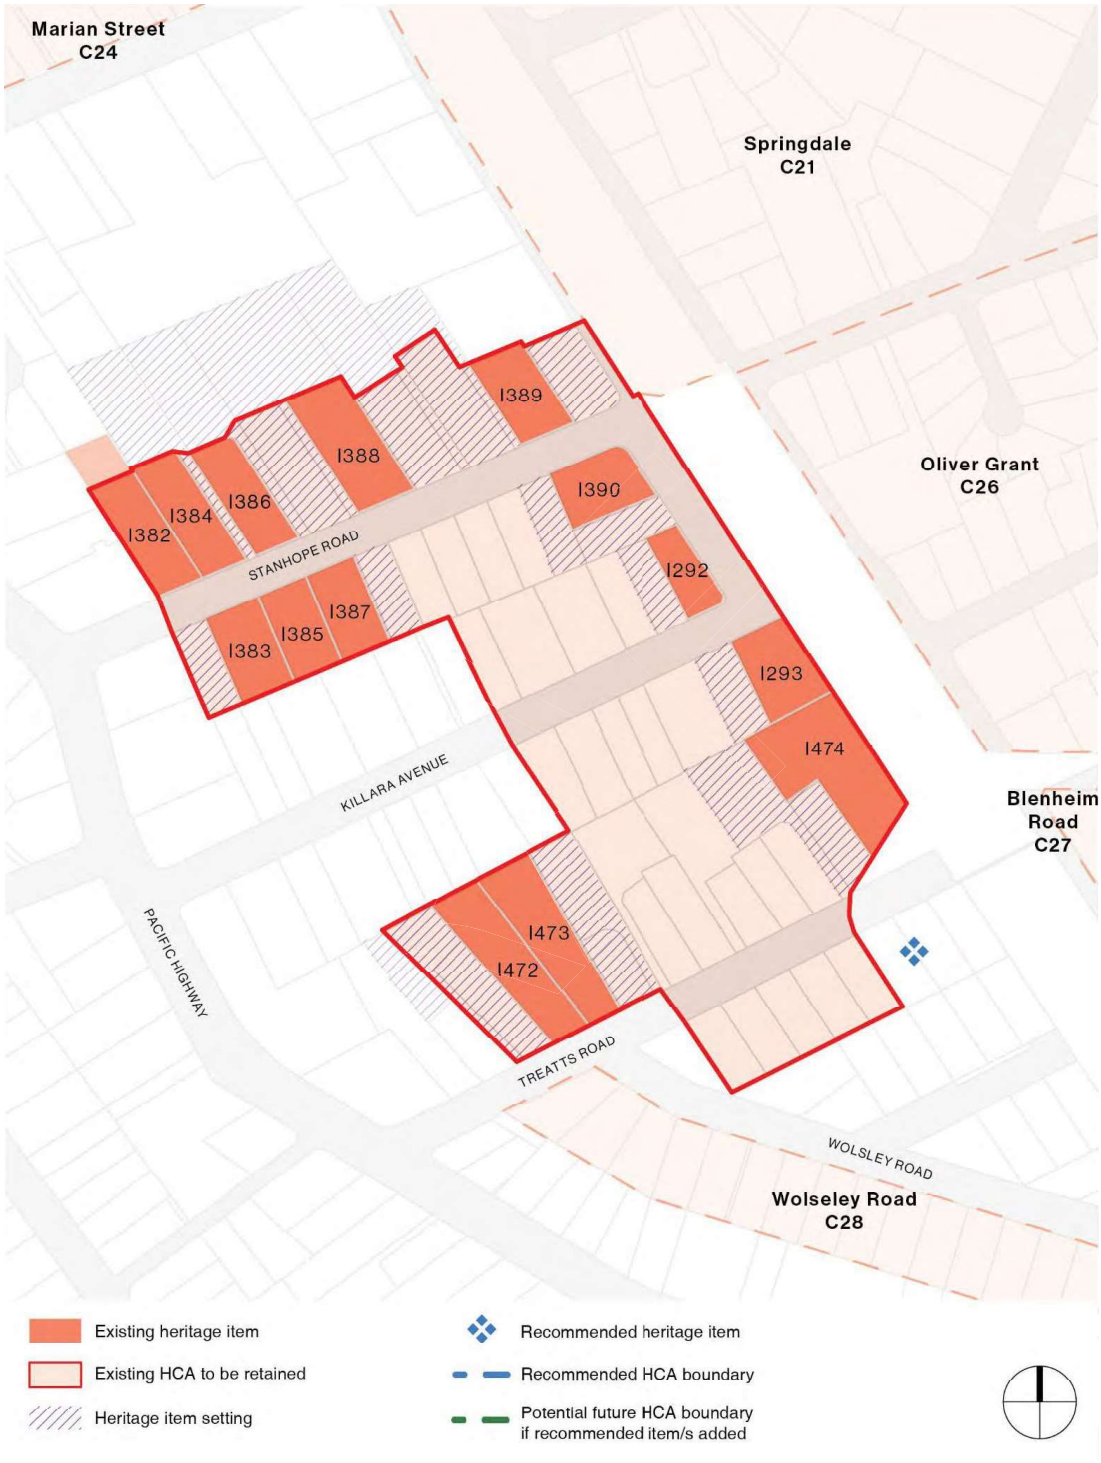 Marian Street
C24
Springdale
C21
Oliver Grant
C26
I389
I388
I390
I386
I384
I382
STANHOPE ROAD
I292
I387
I385
I383
I293
I474
KILLARA AVENUE
Blenheim
Road
C27
PACIFIC HIGHWAY
I473
I472
TREATTS ROAD
WOLSLEY ROAD
Wolseley Road
C28
Existing heritage item
Existing HCA to be retained
Heritage item setting
Recommended heritage item
Recommended HCA boundary
Potential future HCA boundary
if recommended item/s added